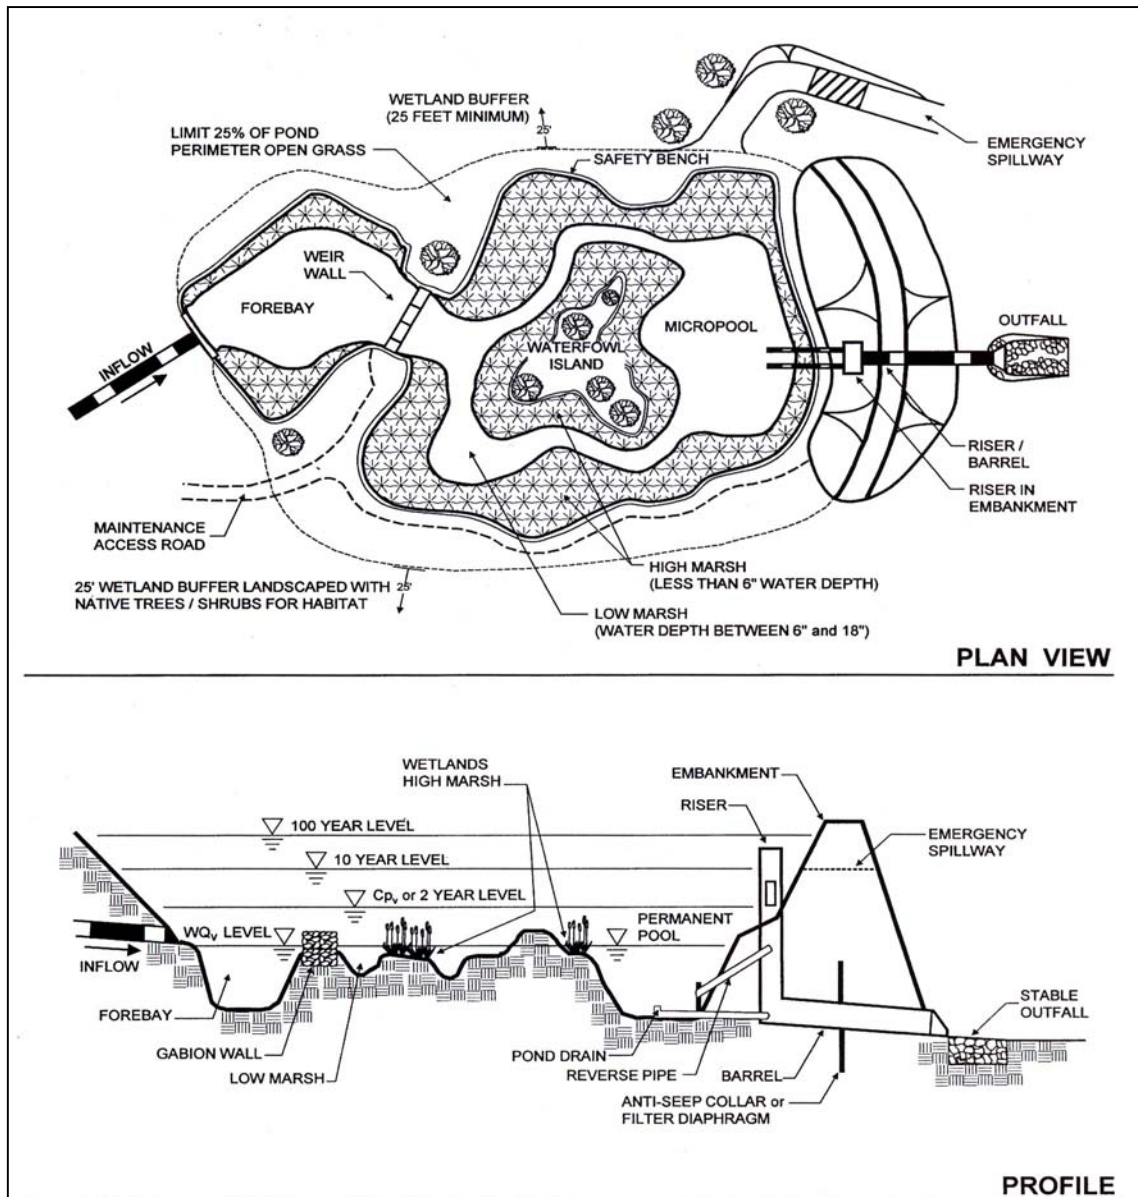 WETLAND BUFFER
(25 FEET MINIMUM)
25'
LIMIT 25% OF POND
PERIMETER OPEN GRASS
SAFETY BENCH
EMERGENCY
SPILLWAY
WEIR
WALL
FOREBAY
INFLOW
WATERFOWL
ISLAND
MICROPOOL
OUTFALL
RISER /
BARREL
RISER IN
EMBANKMENT
MAINTENANCE
ACCESS ROAD
25' WETLAND BUFFER LANDSCAPED WITH
NATIVE TREES / SHRUBS FOR HABITAT
25'
HIGH MARSH
(LESS THAN 6" WATER DEPTH)
LOW MARSH
(WATER DEPTH BETWEEN 6" and 18")
PLAN VIEW
WETLANDS
HIGH MARSH
EMBANKMENT
RISER
100 YEAR LEVEL
EMERGENCY
SPILLWAY
10 YEAR LEVEL
Cpv or 2 YEAR LEVEL
WQv LEVEL
PERMANENT
POOL
INFLOW
FOREBAY
GABION WALL
LOW MARSH
POND DRAIN
REVERSE PIPE
BARREL
ANTI-SEEP COLLAR or
FILTER DIAPHRAGM
STABLE
OUTFALL
PROFILE